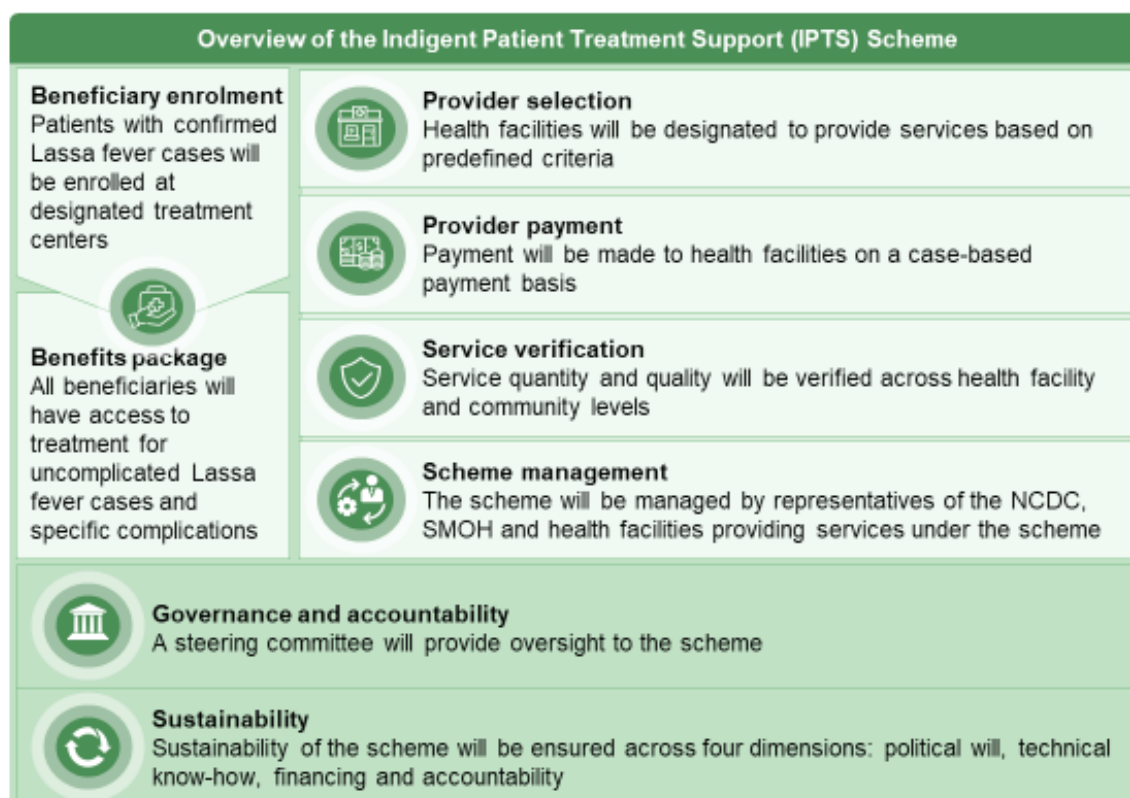 Overview of the Indigent Patient Treatment Support (IPTS) Scheme
Beneficiary enrolment
Patients with confirmed
Lassa fever cases will
be enrolled at
designated treatment
centers
Benefits package
All beneficiaries will
have access to
treatment for
uncomplicated Lassa
fever cases and
specific complications
Provider selection
Health facilities will be designated to provide services based on
predefined criteria
Provider payment
Payment will be made to health facilities on a case-based
payment basis
Service verification
Service quantity and quality will be verified across health facility
and community levels
Scheme management
The scheme will be managed by representatives of the NCDC,
SMOH and health facilities providing services under the scheme
Governance and accountability
A steering committee will provide oversight to the scheme
Sustainability
Sustainability of the scheme will be ensured across four dimensions: political will, technical
know-how, financing and accountability